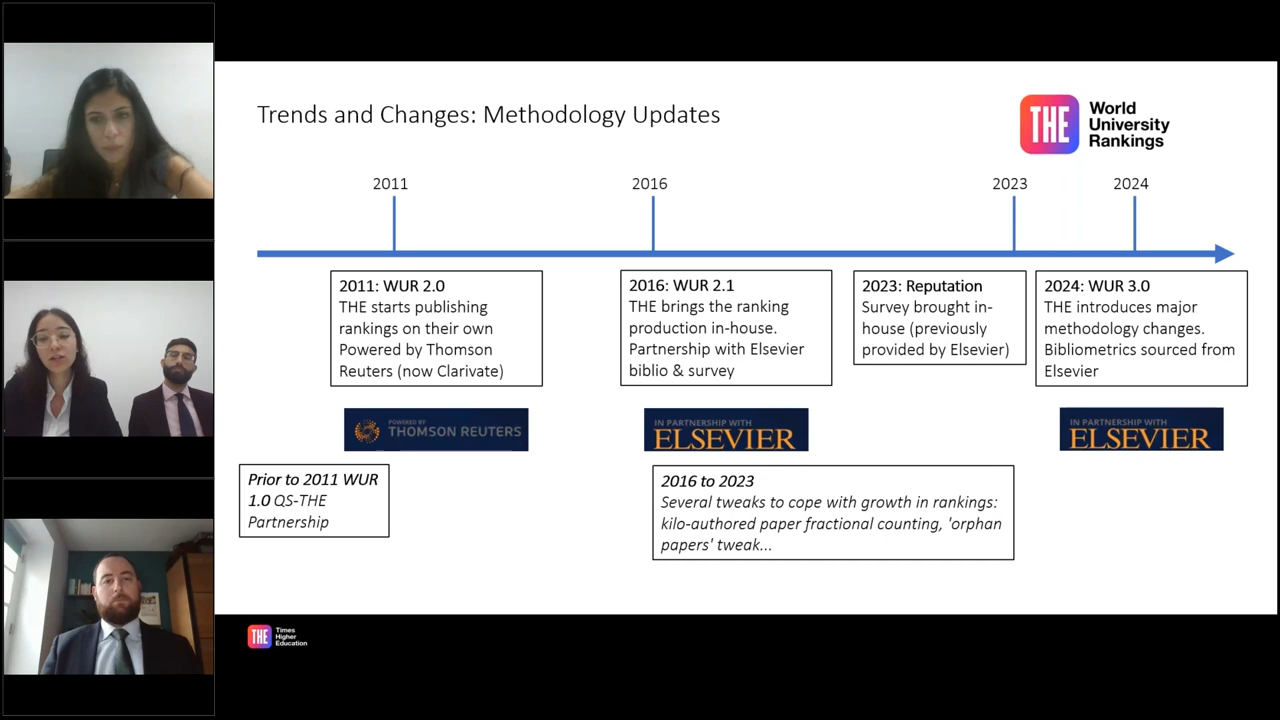 Trends and Changes: Methodology Updates
THE
World
University
Rankings
2011
2016
2023
2024
2011: WUR 2.0
THE starts publishing
rankings on their own
Powered by Thomson
Reuters (now Clarivate)
2016: WUR 2.1
THE brings the ranking
production in-house.
Partnership with Elsevier
biblio & survey
2023: Reputation
Survey brought in-
house (previously
provided by Elsevier)
2024: WUR 3.0
THE introduces major
methodology changes.
Bibliometrics sourced from
Elsevier
POWERED BY
THOMSON REUTERS
IN PARTNERSHIP WITH
ELSEVIER
IN PARTNERSHIP WITH
ELSEVIER
Prior to 2011 WUR
1.0 QS-THE
Partnership
2016 to 2023
Several tweaks to cope with growth in rankings:
kilo-authored paper fractional counting, 'orphan
papers' tweak...
THE
Times
Higher
Education